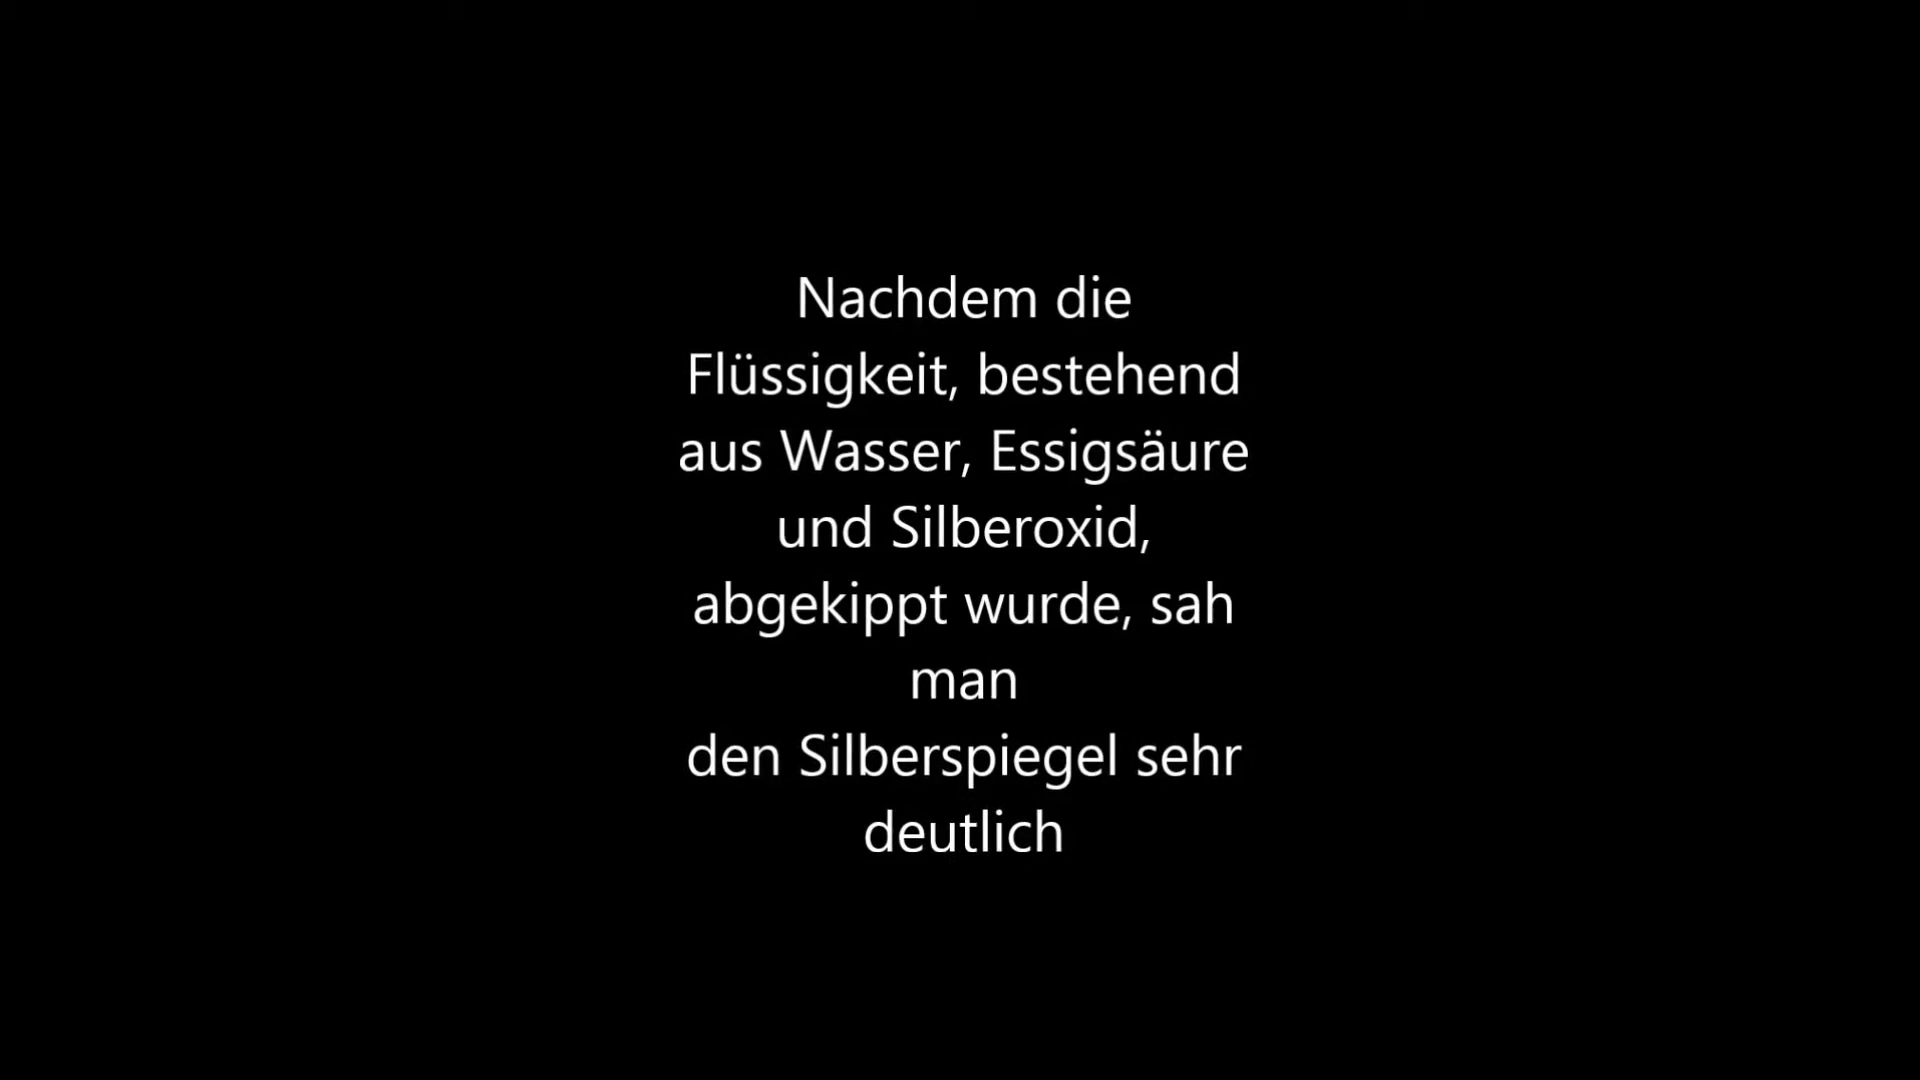 Nachdem die
Flüssigkeit, bestehend
aus Wasser, Essigsäure
und Silberoxid,
abgekippt wurde, sah
man
den Silberspiegel sehr
deutlich